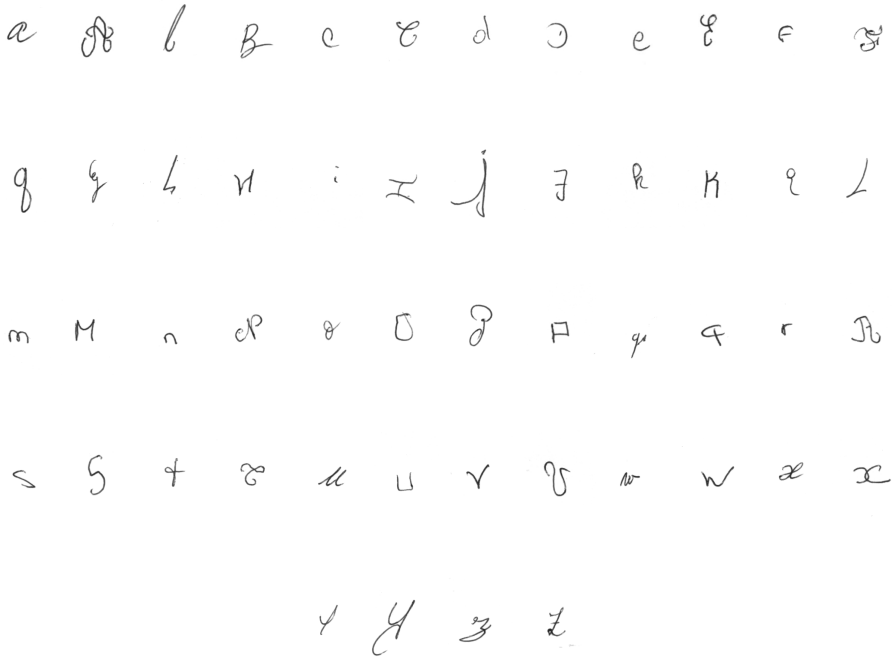 a A b B c C d D e E f F
g G h H i I j J k K l L
m M n N o O p P q Q r R
s S t T u U v V w W x X
y Y z Z